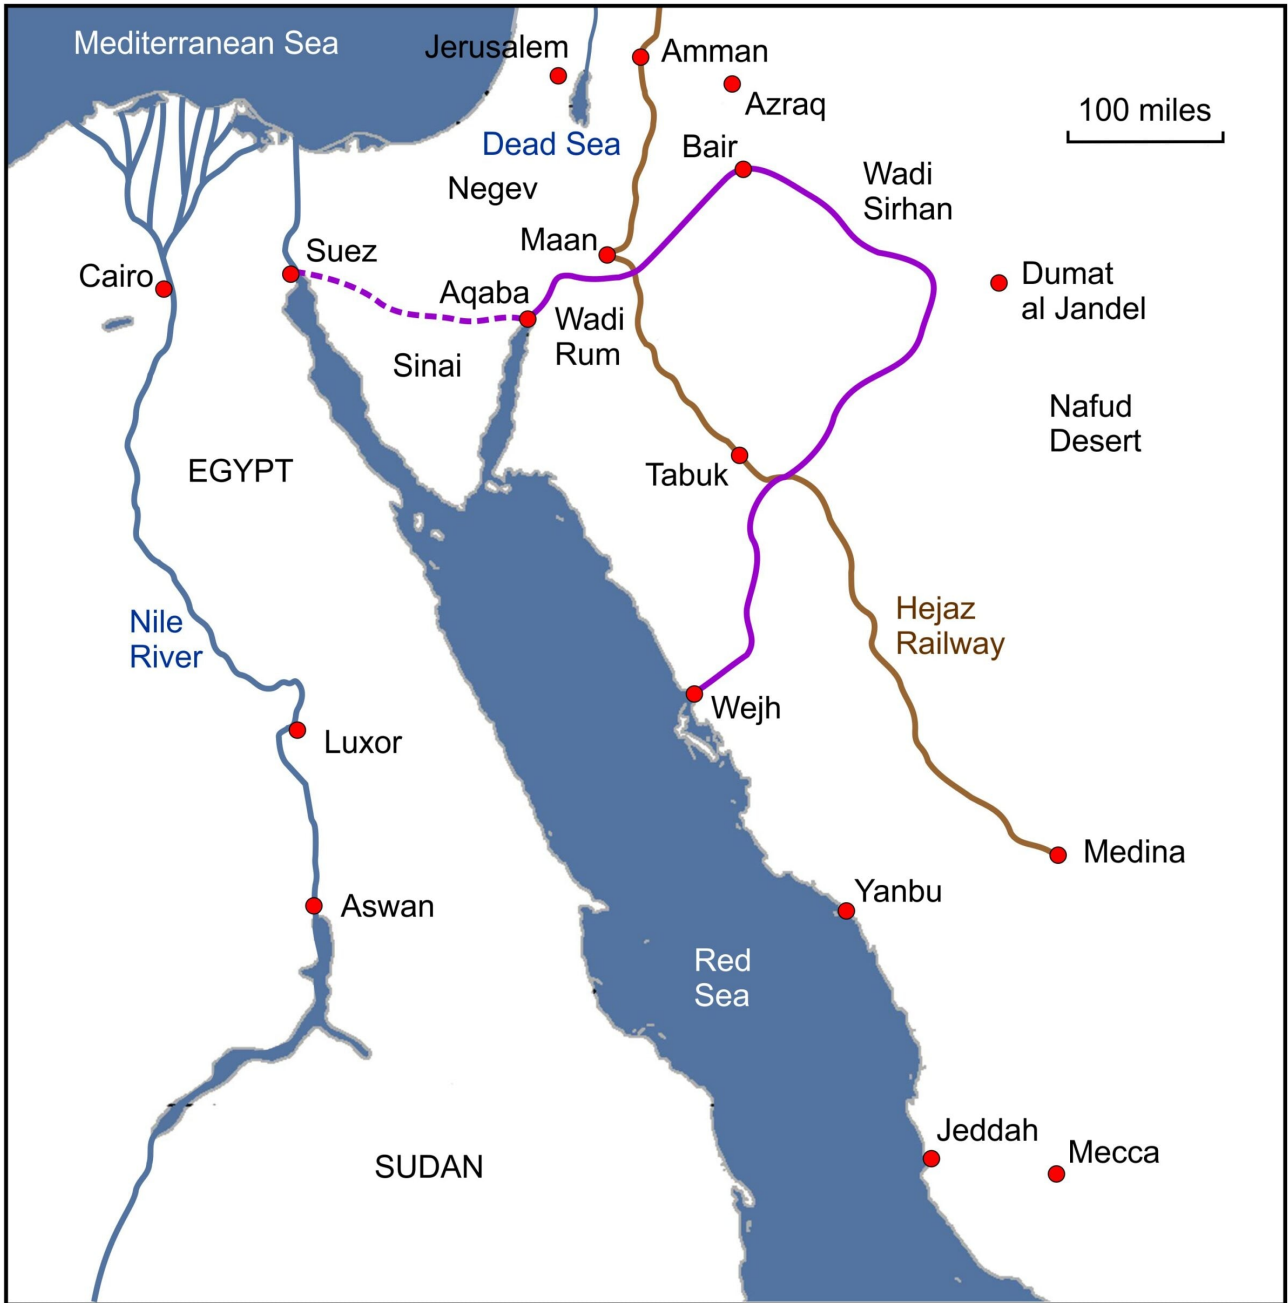 Mediterranean Sea
Jerusalem
Amman
Azraq
100 miles
Dead Sea
Bair
Wadi
Sirhan
Negev
Maan
Suez
Cairo
Aqaba
Dumat
al Jandel
Wadi
Rum
Sinai
Nafud
Desert
EGYPT
Tabuk
Nile
River
Hejaz
Railway
Wejh
Luxor
Medina
Yanbu
Aswan
Red
Sea
Jeddah
Mecca
SUDAN